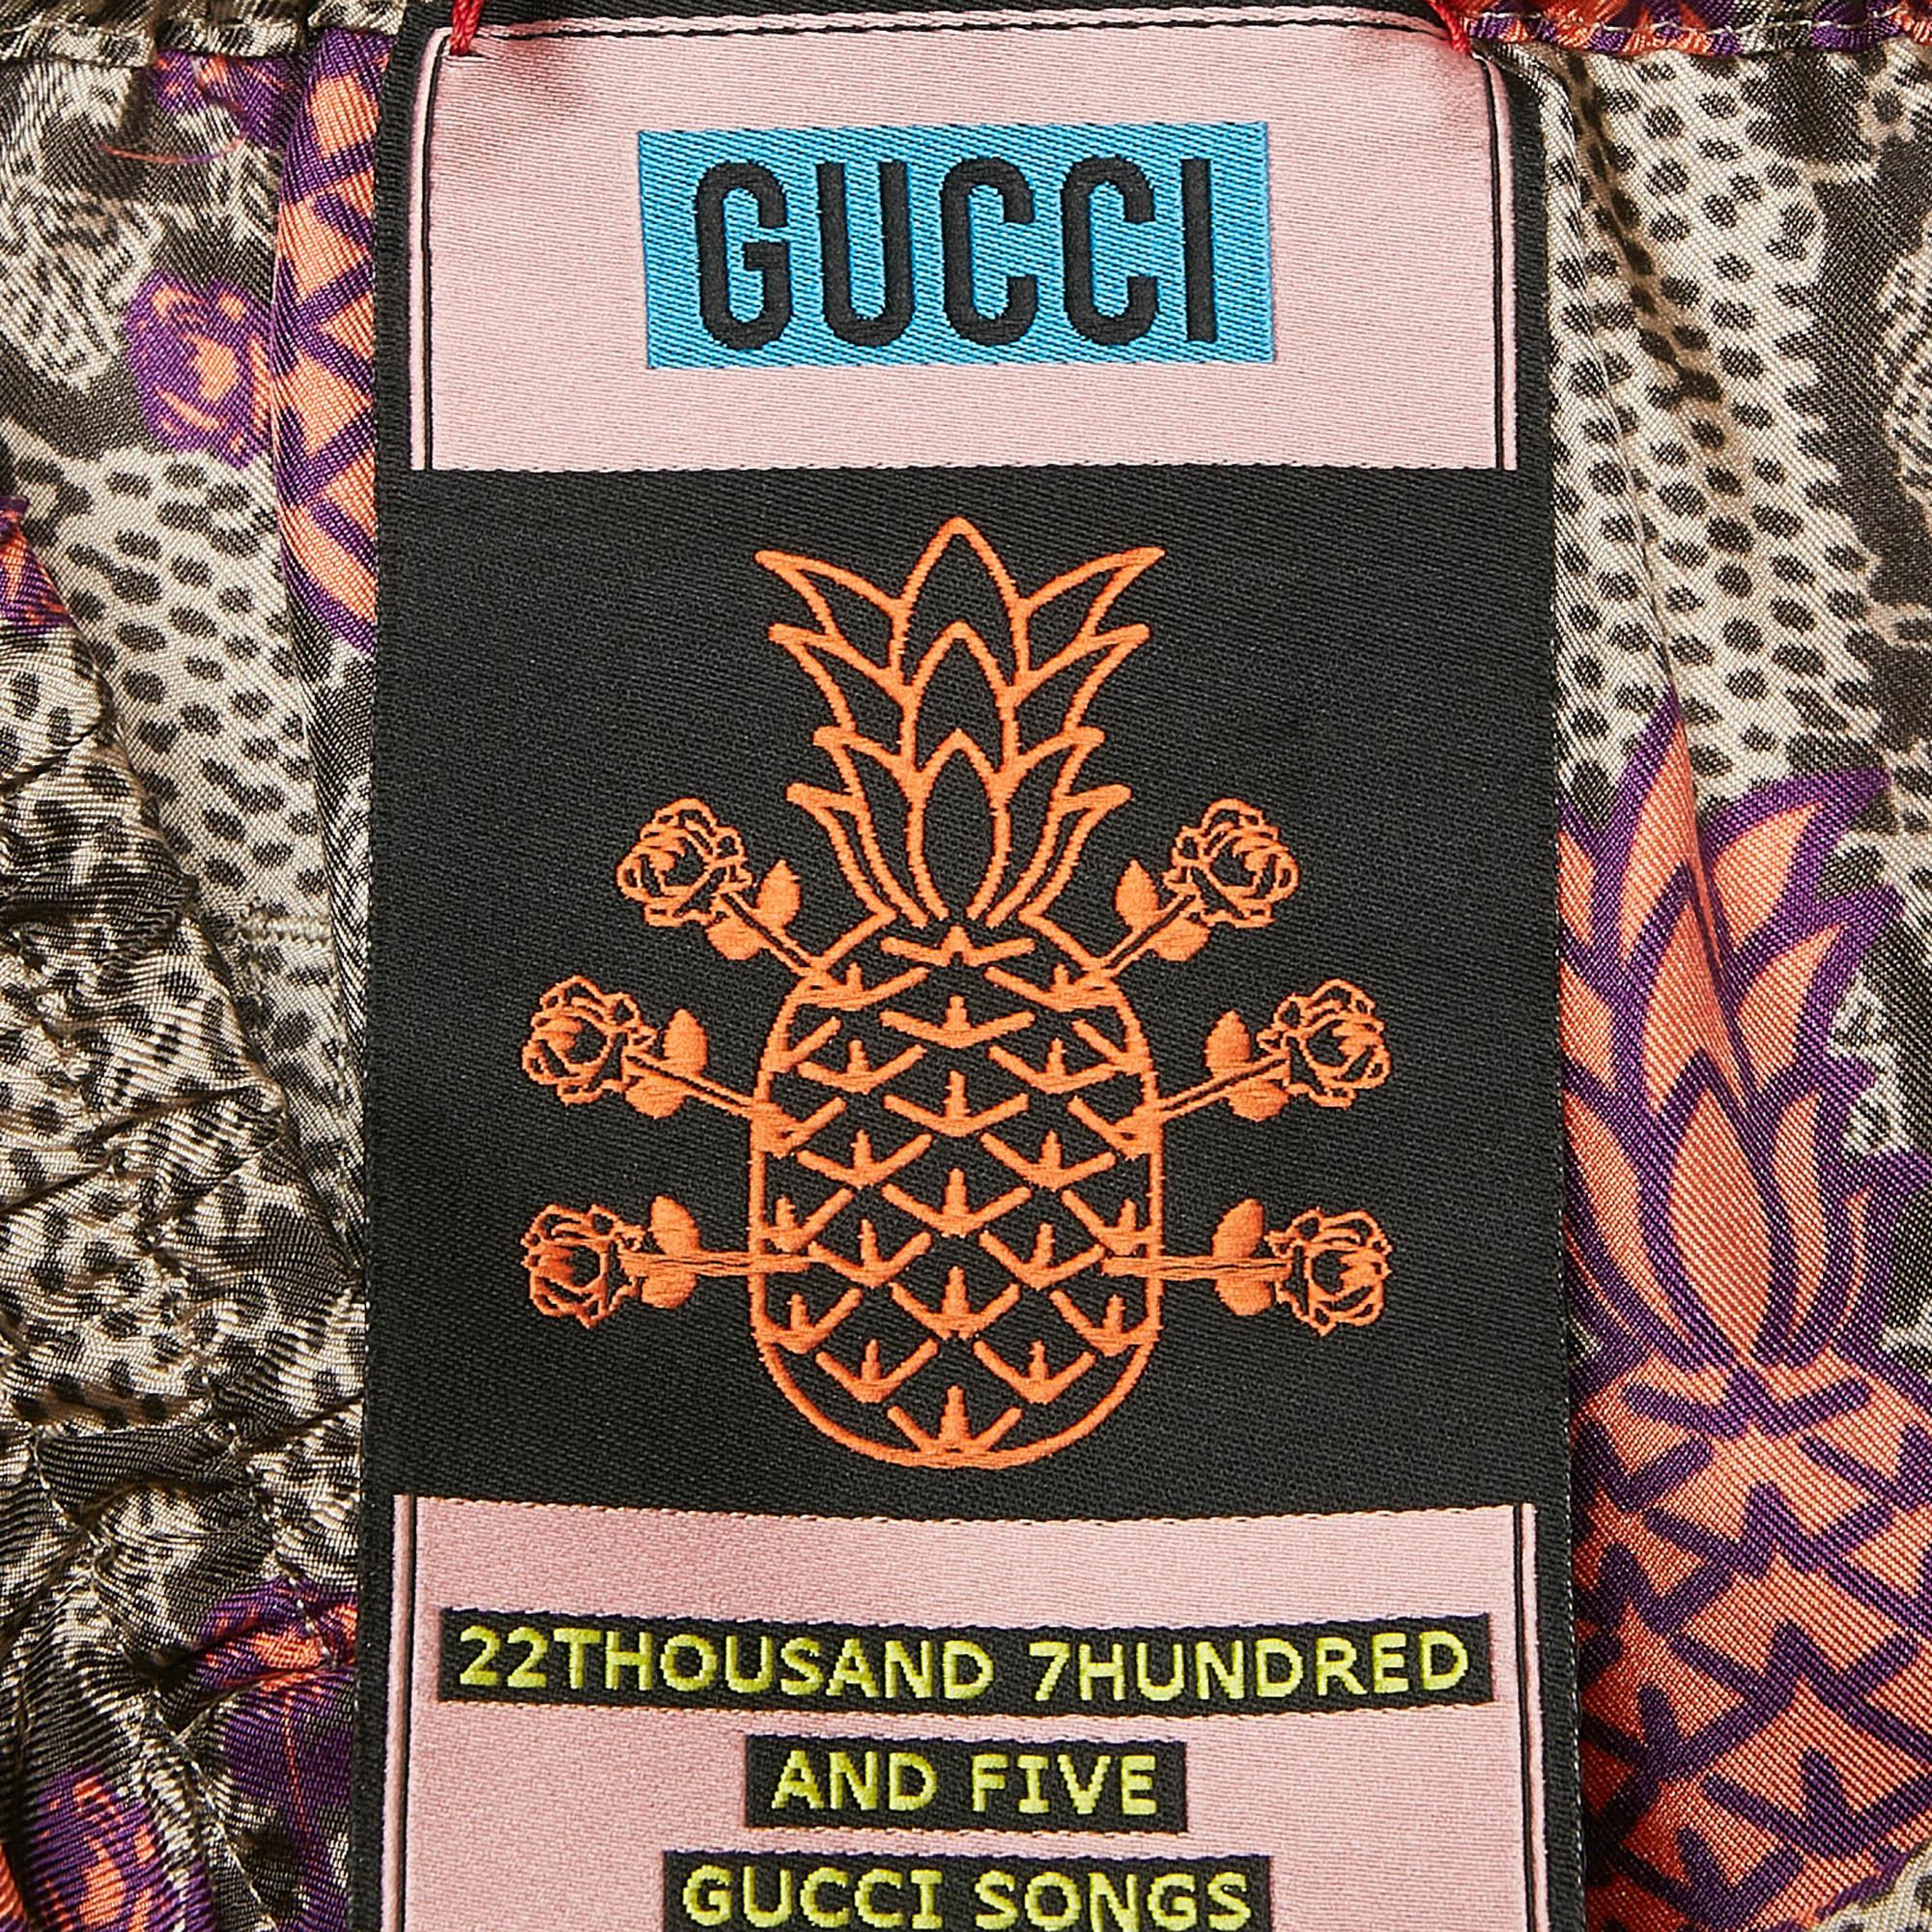 GUCCI
22THOUSAND 7HUNDRED
AND FIVE
GUCCI SONGS